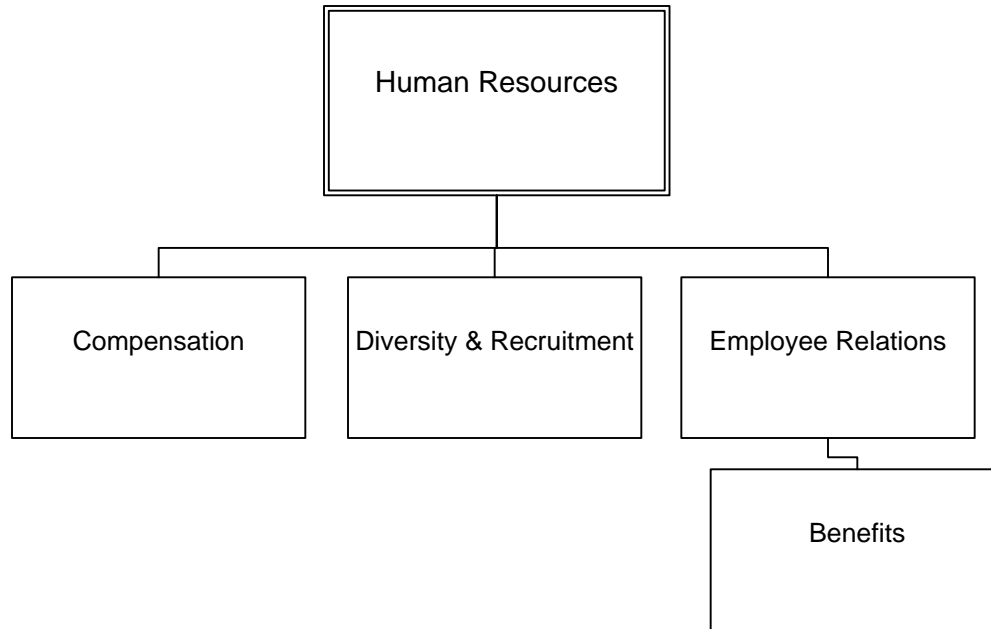 Human Resources
Compensation
Diversity & Recruitment
Employee Relations
Benefits